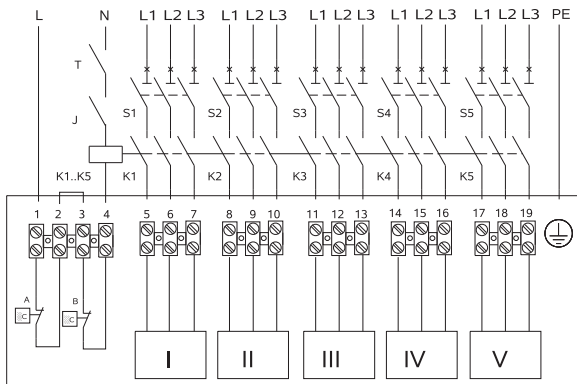 L N L1 L2 L3 L1 L2 L3 L1 L2 L3 L1 L2 L3 L1 L2 L3 PE
T
S1 S2 S3 S4 S5
J
K1..K5 K1 K2 K3 K4 K5
1 2 3 4 5 6 7 8 9 10 11 12 13 14 15 16 17 18 19
A B
C C
I II III IV V